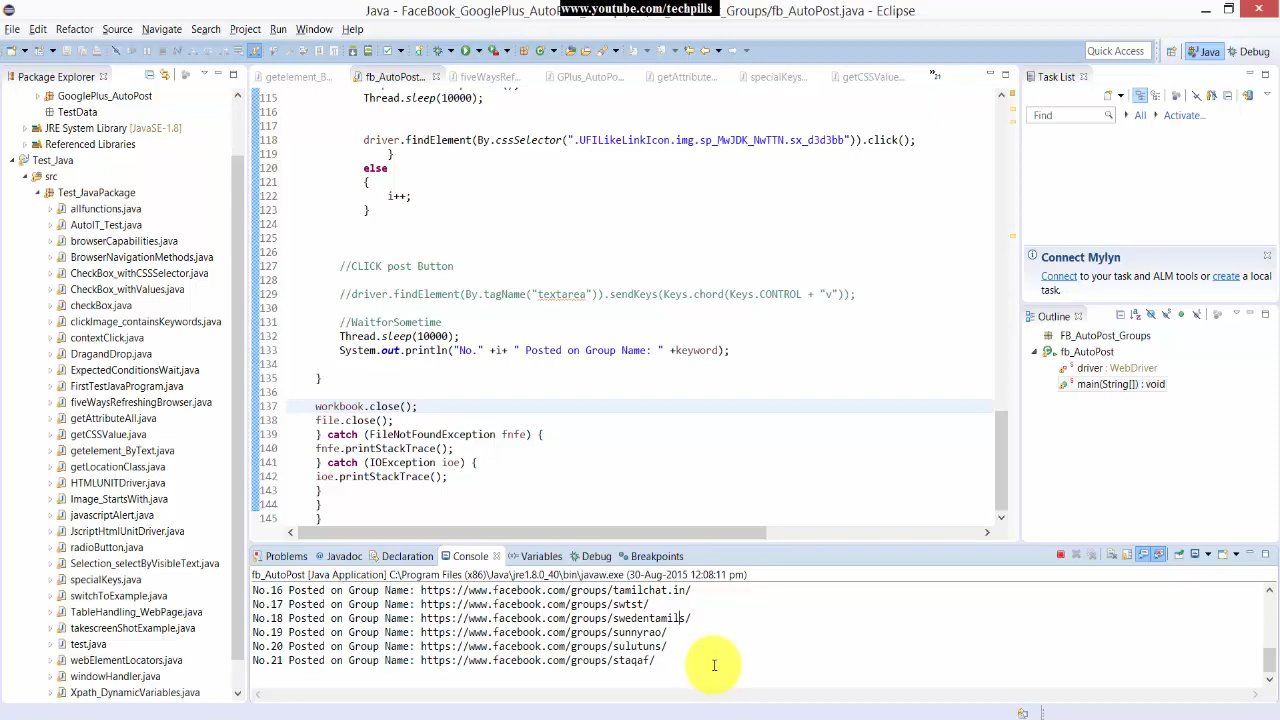 www.youtube.com/techpills
Java - FaceBook_GooglePlus_AutoPo
_Groups/fb_AutoPost.java - Eclipse
File Edit Refactor Source Navigate Search Project Run Window Help
Quick Access
Java
Debug
Package Explorer
GooglePlus_AutoPost
TestData
JRE System Library [JavaSE-1.8]
Referenced Libraries
Test_Java
src
Test_JavaPackage
allfunctions.java
AutoIT_Test.java
browserCapabilities.java
BrowserNavigationMethods.java
CheckBox_withCSSSelector.java
CheckBox_withValues.java
checkBox.java
clickImage_containsKeywords.java
contextClick.java
DragandDrop.java
ExpectedConditionsWait.java
FirstTestJavaProgram.java
fiveWaysRefreshingBrowser.java
getAttributeAll.java
getCSSValue.java
getelement_ByText.java
getLocationClass.java
HTMLUNITDriver.java
Image_StartsWith.java
javascriptAlert.java
JscriptHtmlUnitDriver.java
radioButton.java
Selection_selectByVisibleText.java
specialKeys.java
switchToExample.java
TableHandling_WebPage.java
takescreenShotExample.java
test.java
webElementLocators.java
windowHandler.java
Xpath_DynamicVariables.java
getelement_B...
fb_AutoPost...
fiveWaysRef...
GPlus_AutoPo...
getAttribute...
specialKeys...
getCSSValue...
»21
115 Thread.sleep(10000);
116
117
118 driver.findElement(By.cssSelector(".UFILikeLinkIcon.img.sp_MwJDK_NwTTN.sx_d3d3bb")).click();
119 }
120 else
121 {
122 i++;
123 }
124
125
126
127 //CLICK post Button
128
129 //driver.findElement(By.tagName("textarea")).sendKeys(Keys.chord(Keys.CONTROL + "v"));
130
131 //WaitforSometime
132 Thread.sleep(10000);
133 System.out.println("No." +i+ " Posted on Group Name: " +keyword);
134
135 }
136
137 workbook.close();
138 file.close();
139 } catch (FileNotFoundException fnfe) {
140 fnfe.printStackTrace();
141 } catch (IOException ioe) {
142 ioe.printStackTrace();
143 }
144 }
145 }
Task List
Find
All
Activate...
Connect Mylyn
Connect to your task and ALM tools or create a local task.
Outline
FB_AutoPost_Groups
fb_AutoPost
driver : WebDriver
main(String[]) : void
Problems
Javadoc
Declaration
Console
Variables
Debug
Breakpoints
fb_AutoPost [Java Application] C:\Program Files (x86)\Java\jre1.8.0_40\bin\javaw.exe (30-Aug-2015 12:08:11 pm)
No.16 Posted on Group Name: https://www.facebook.com/groups/tamilchat.in/
No.17 Posted on Group Name: https://www.facebook.com/groups/swtst/
No.18 Posted on Group Name: https://www.facebook.com/groups/swedentamils/
No.19 Posted on Group Name: https://www.facebook.com/groups/sunnyrao/
No.20 Posted on Group Name: https://www.facebook.com/groups/sulutuns/
No.21 Posted on Group Name: https://www.facebook.com/groups/staqaf/